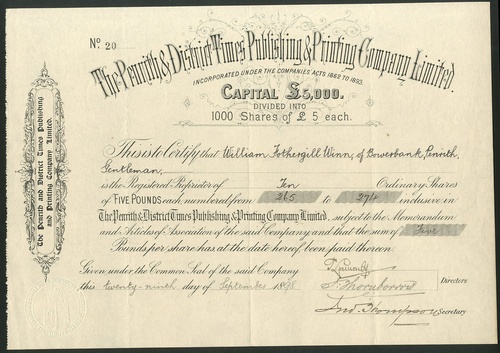 No. 20
The Penrith & District Times Publishing & Printing Company Limited.
INCORPORATED UNDER THE COMPANIES ACTS 1862 TO 1893.
CAPITAL £5,000.
DIVIDED INTO
1000 Shares of £5 each.
The Penrith and District Times Publishing
and Printing Company Limited.
This is to Certify that William Fothergill Winn, of Bowerbank, Penrith,
Gentleman,
is the Registered Proprietor of Ten Ordinary Shares
of FIVE POUNDS each numbered from 265 to 274 inclusive in
The Penrith & District Times Publishing & Printing Company Limited, subject to the Memorandum
and Articles of Association of the said Company and that the sum of Five
Pounds per share has at the date hereof been paid thereon.
Given under the Common Seal of the said Company
this twenty-ninth day of September 1898
Directors
Jno. Thompson, Secretary